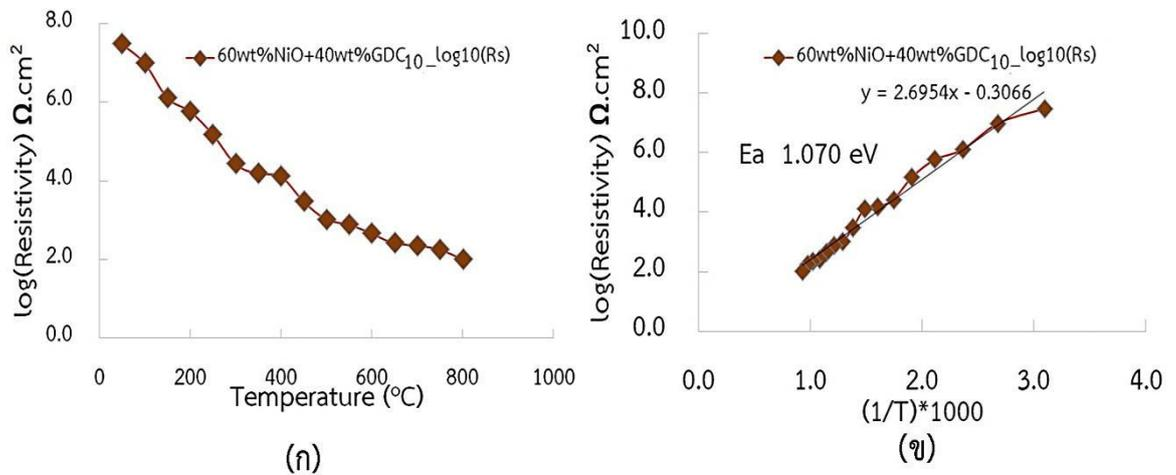 8.0
6.0
4.0
2.0
0.0
log(Resistivity) Ω.cm²
60wt%NiO+40wt%GDC₁₀_log10(Rs)
0 200 400 600 800 1000
Temperature (ºC)
(ก)
10.0
8.0
6.0
4.0
2.0
0.0
log(Resistivity) Ω.cm²
60wt%NiO+40wt%GDC₁₀_log10(Rs)
y = 2.6954x - 0.3066
Ea 1.070 eV
0.0 1.0 2.0 3.0 4.0
(1/T)*1000
(ข)